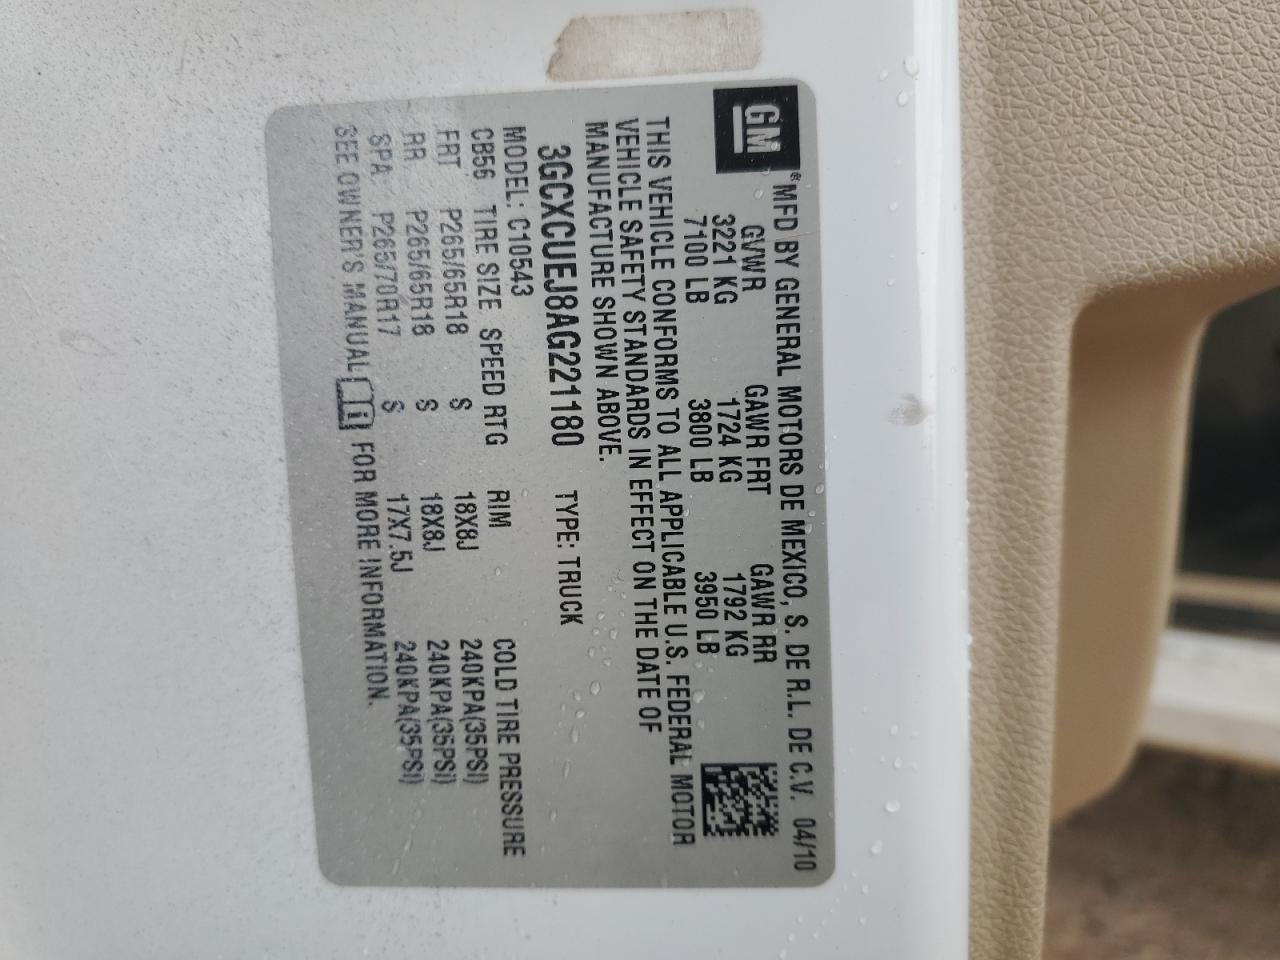 GM
® MFD BY GENERAL MOTORS DE MEXICO, S. DE R.L. DE C.V. 04/10
GVWR GAWR FRT GAWR RR
3221 KG 1724 KG 1792 KG
7100 LB 3800 LB 3950 LB
THIS VEHICLE CONFORMS TO ALL APPLICABLE U.S. FEDERAL MOTOR
VEHICLE SAFETY STANDARDS IN EFFECT ON THE DATE OF
MANUFACTURE SHOWN ABOVE.
3GCXCUEJ8AG221180 TYPE: TRUCK
MODEL: C10543
CB56 TIRE SIZE SPEED RTG RIM COLD TIRE PRESSURE
FRT P265/65R18 S 18X8J 240KPA(35PSI)
RR P265/65R18 S 18X8J 240KPA(35PSI)
SPA P265/70R17 S 17X7.5J 240KPA(35PSI)
SEE OWNER'S MANUAL i FOR MORE INFORMATION.